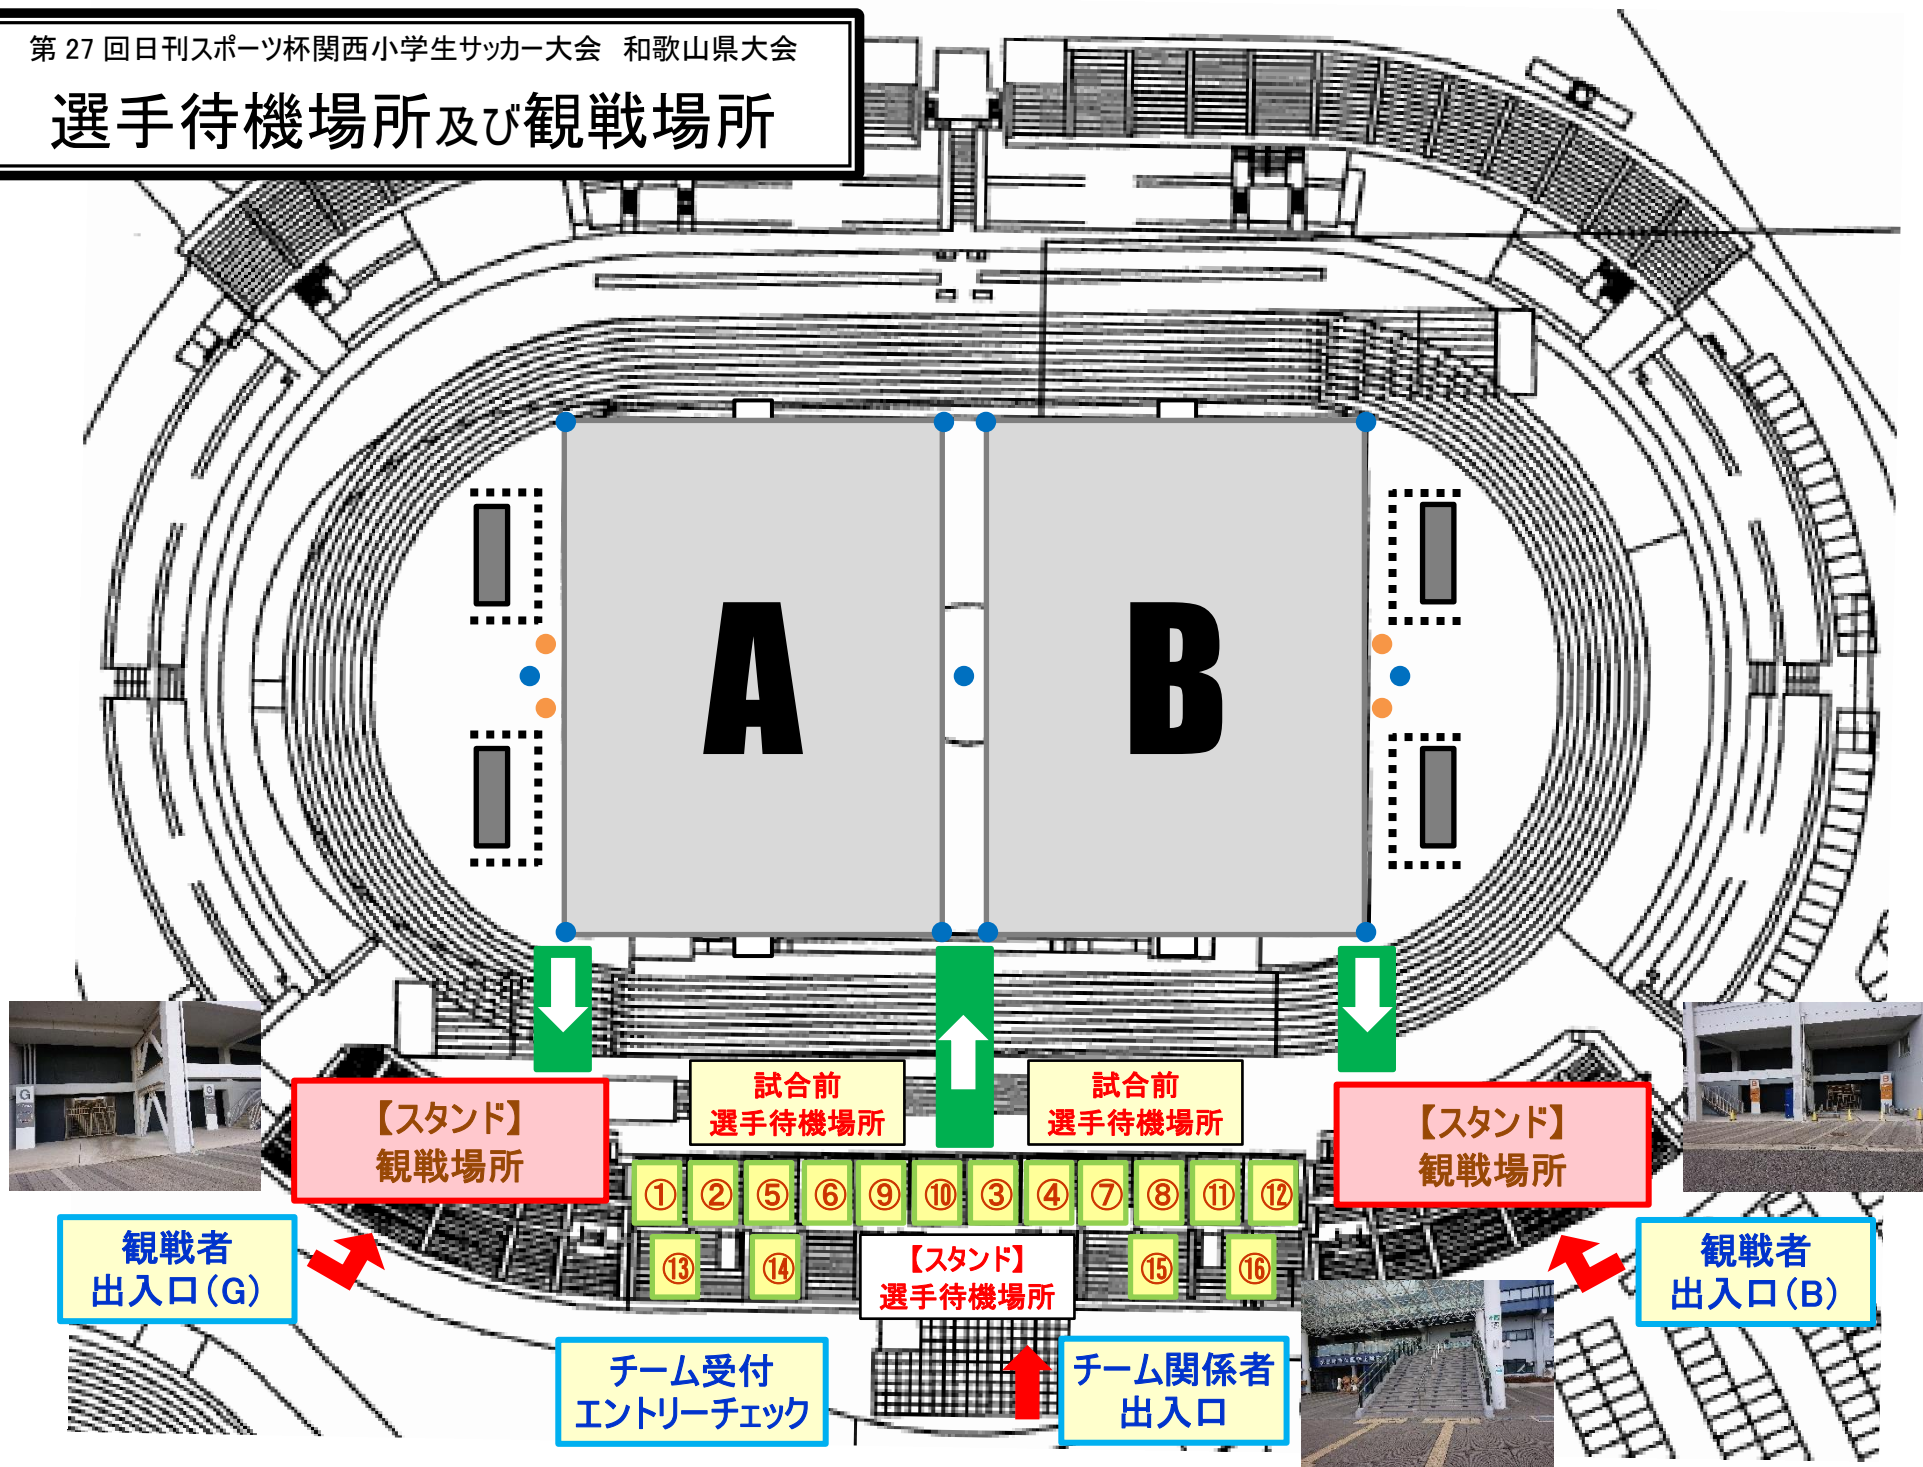 第 27 回日刊スポーツ杯関西小学生サッカー大会　和歌山県大会
選手待機場所及び観戦場所
A
B
試合前
選手待機場所
試合前
選手待機場所
【スタンド】
観戦場所
【スタンド】
観戦場所
G
G
B
B
① ② ⑤ ⑥ ⑨ ⑩ ③ ④ ⑦ ⑧ ⑪ ⑫
⑬ ⑭ ⑮ ⑯
【スタンド】
選手待機場所
観戦者
出入口(G)
観戦者
出入口(B)
チーム受付
エントリーチェック
チーム関係者
出入口